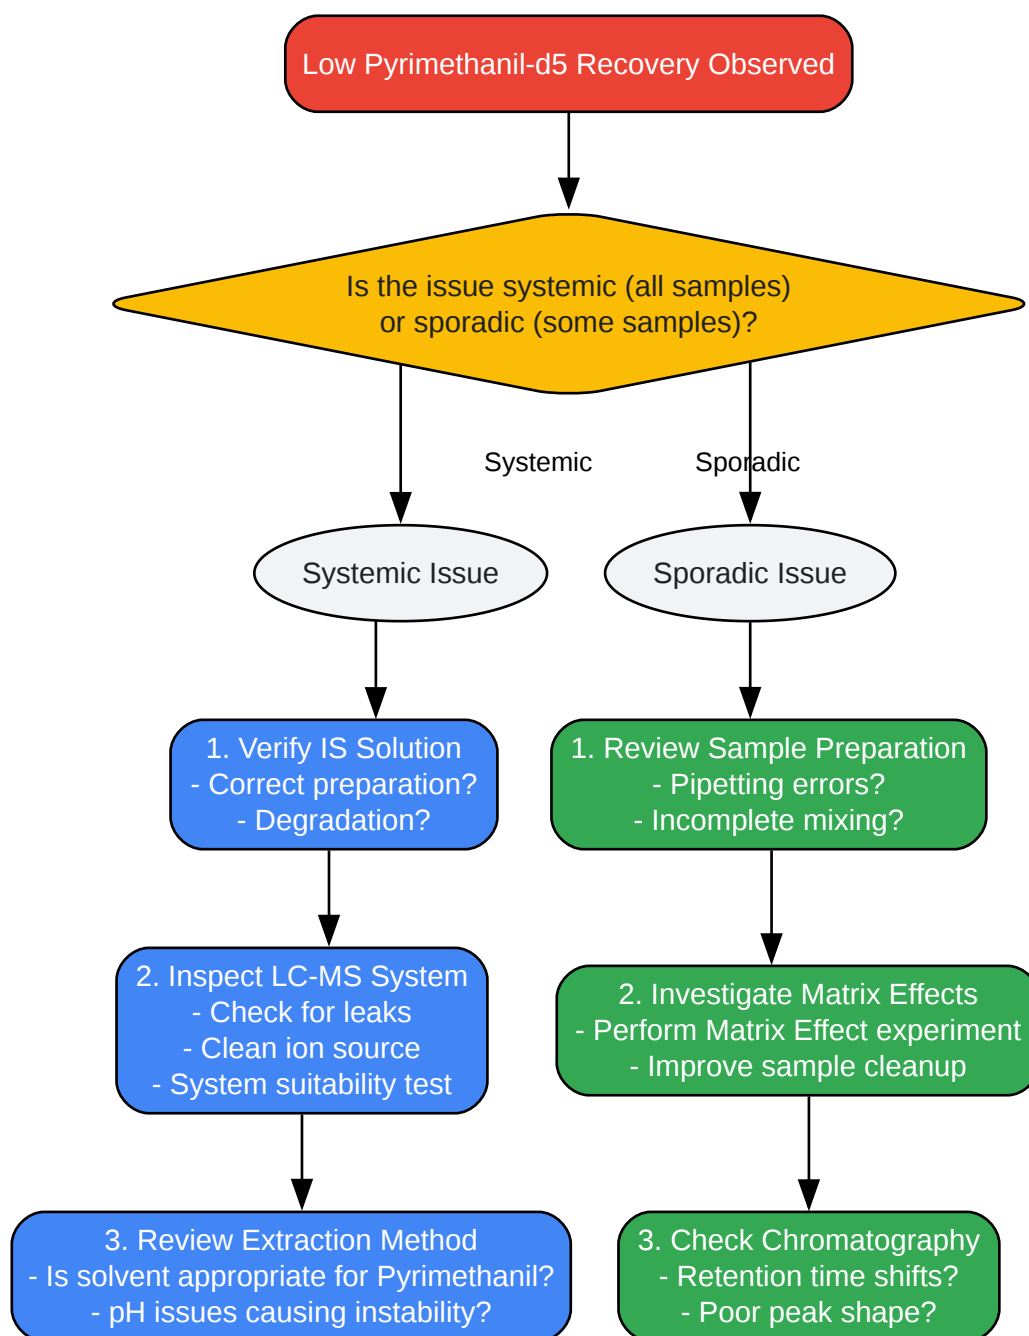 Low Pyrimethanil-d5 Recovery Observed
Is the issue systemic (all samples)
or sporadic (some samples)?
Systemic
Sporadic
Systemic Issue
Sporadic Issue
1. Verify IS Solution
- Correct preparation?
- Degradation?
1. Review Sample Preparation
- Pipetting errors?
- Incomplete mixing?
2. Inspect LC-MS System
- Check for leaks
- Clean ion source
- System suitability test
2. Investigate Matrix Effects
- Perform Matrix Effect experiment
- Improve sample cleanup
3. Review Extraction Method
- Is solvent appropriate for Pyrimethanil?
- pH issues causing instability?
3. Check Chromatography
- Retention time shifts?
- Poor peak shape?